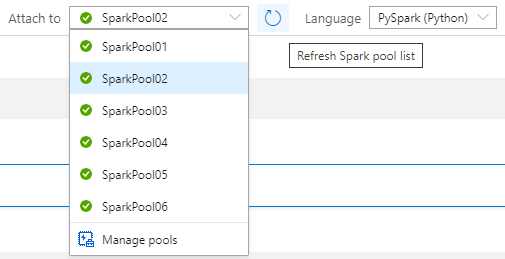 Attach to SparkPool02 Language PySpark (Python)
SparkPool01
Refresh Spark pool list
SparkPool02
SparkPool03
SparkPool04
SparkPool05
SparkPool06
Manage pools